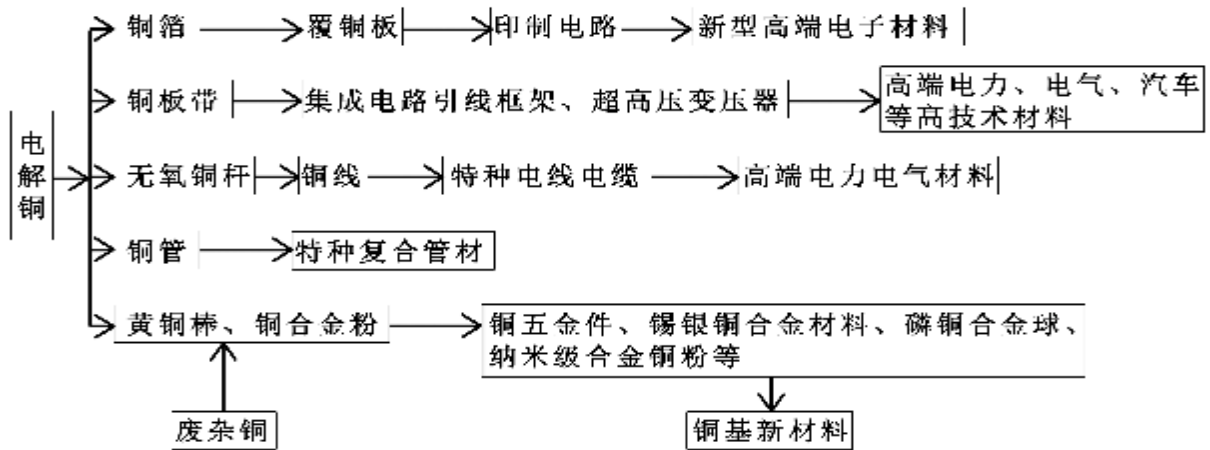 铜箔
覆铜板
印制电路
新型高端电子材料
铜板带
集成电路引线框架、超高压变压器
高端电力、电气、汽车
等高技术材料
电
解
铜
无氧铜杆
铜线
特种电线电缆
高端电力电气材料
铜管
特种复合管材
黄铜棒、铜合金粉
铜五金件、锡银铜合金材料、磷铜合金球、
纳米级合金铜粉等
废杂铜
铜基新材料